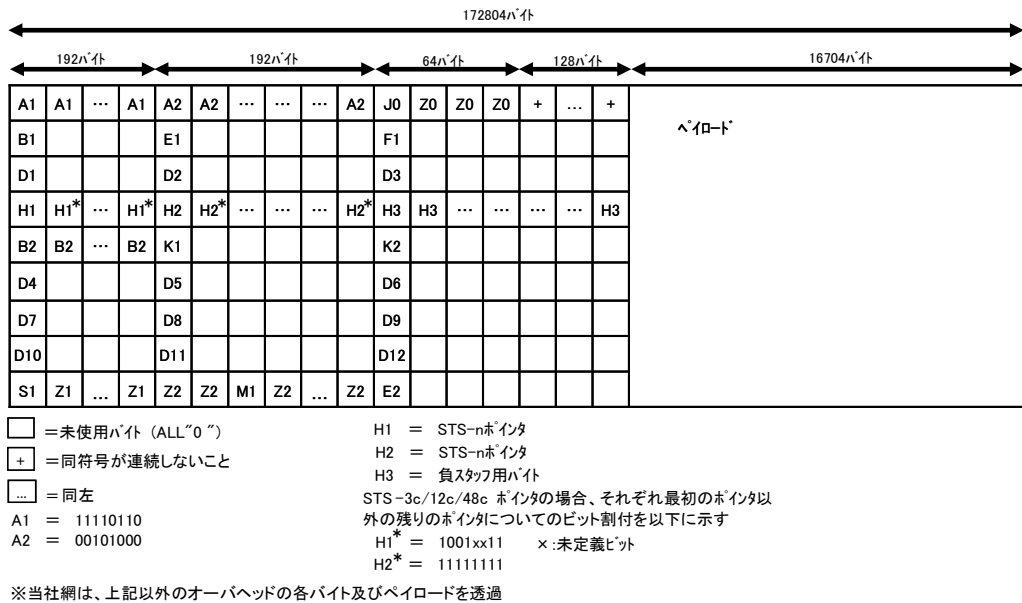 172804ﾊﾞｲﾄ
192ﾊﾞｲﾄ 192ﾊﾞｲﾄ 64ﾊﾞｲﾄ 128ﾊﾞｲﾄ 16704ﾊﾞｲﾄ
A1 A1 … A1 A2 A2 … … … A2 J0 Z0 Z0 Z0 + … +
ﾍﾟｲﾛｰﾄﾞ
B1 E1 F1
D1 D2 D3
H1 H1* … H1* H2 H2* … … … H2* H3 H3 … … … … H3
B2 B2 … B2 K1 K2
D4 D5 D6
D7 D8 D9
D10 D11 D12
S1 Z1 … Z1 Z2 Z2 M1 Z2 … Z2 E2
=未使用ﾊﾞｲﾄ (ALL"0 ")
+ =同符号が連続しないこと
… =同左
A1 = 11110110
A2 = 00101000
H1 = STS-nﾎﾟｲﾝﾀ
H2 = STS-nﾎﾟｲﾝﾀ
H3 = 負ｽﾀｯﾌ用ﾊﾞｲﾄ
STS-3c/12c/48c ﾎﾟｲﾝﾀの場合、それぞれ最初のﾎﾟｲﾝﾀ以
外の残りのﾎﾟｲﾝﾀについてのﾋﾞｯﾄ割付を以下に示す
H1* = 1001xx11 ×:未定義ﾋﾞｯﾄ
H2* = 11111111
※当社網は、上記以外のオーバヘッドの各バイト及びペイロードを透過